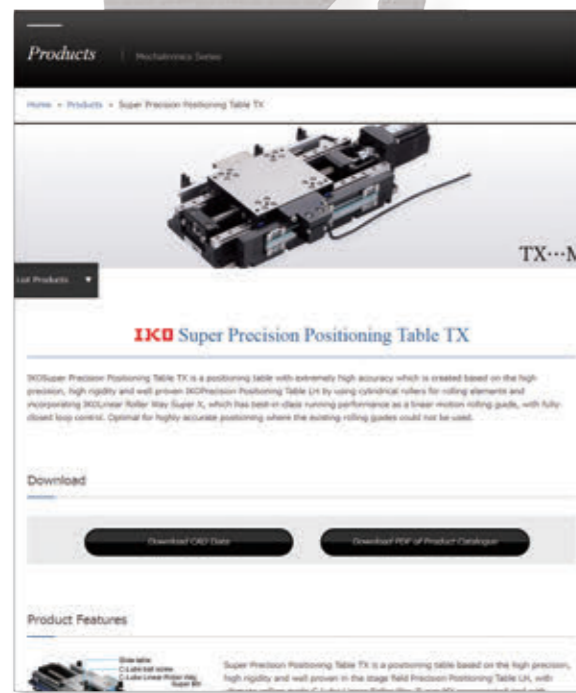 Products
Mechatronics Series
Home » Products » Super Precision Positioning Table TX
TX···M
List Products ▼
IKO Super Precision Positioning Table TX
IKOSuper Precision Positioning Table TX is a positioning table with extremely high accuracy which is created based on the high
precision, high rigidity and well proven IKOPrecision Positioning Table LH by using cylindrical rollers for rolling elements and
incorporating IKOLinear Roller Way Super X, which has best-in-class running performance as a linear motion rolling guide, with fully-
closed loop control. Optimal for highly accurate positioning where the existing rolling guides could not be used.
Download
Download CAD Data
Download PDF of Product Catalogue
Product Features
Slide table
C-Lube ball screw
C-Lube Linear Roller Way
Super MX
Super Precision Positioning Table TX is a positioning table based on the high precision,
high rigidity and well proven in the stage field Precision Positioning Table LH, with